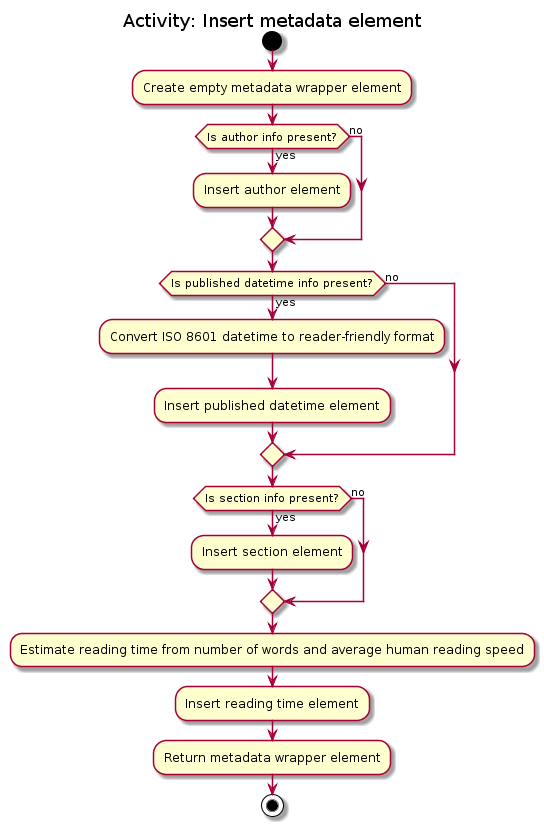 Activity: Insert metadata element
Create empty metadata wrapper element
Is author info present?
no
yes
Insert author element
Is published datetime info present?
no
yes
Convert ISO 8601 datetime to reader-friendly format
Insert published datetime element
Is section info present?
no
yes
Insert section element
Estimate reading time from number of words and average human reading speed
Insert reading time element
Return metadata wrapper element